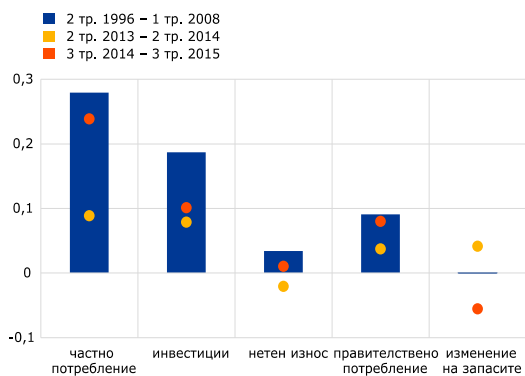 2 тр. 1996 – 1 тр. 2008
2 тр. 2013 – 2 тр. 2014
3 тр. 2014 – 3 тр. 2015
0,3
0,2
0,1
0
-0,1
частно
потребление
инвестиции
нетен износ
правителствено
потребление
изменение
на запасите